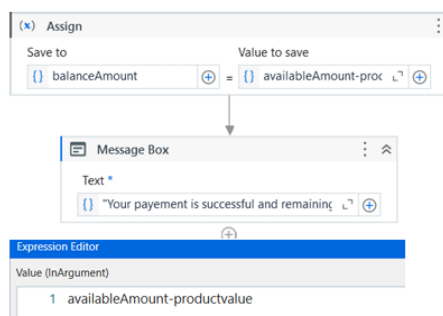 (x) Assign
Save to Value to save
{} balanceAmount = {} availableAmount-proc
Message Box
Text *
{} "Your payement is successful and remaining
Expression Editor
Value (InArgument)
1 availableAmount-productvalue